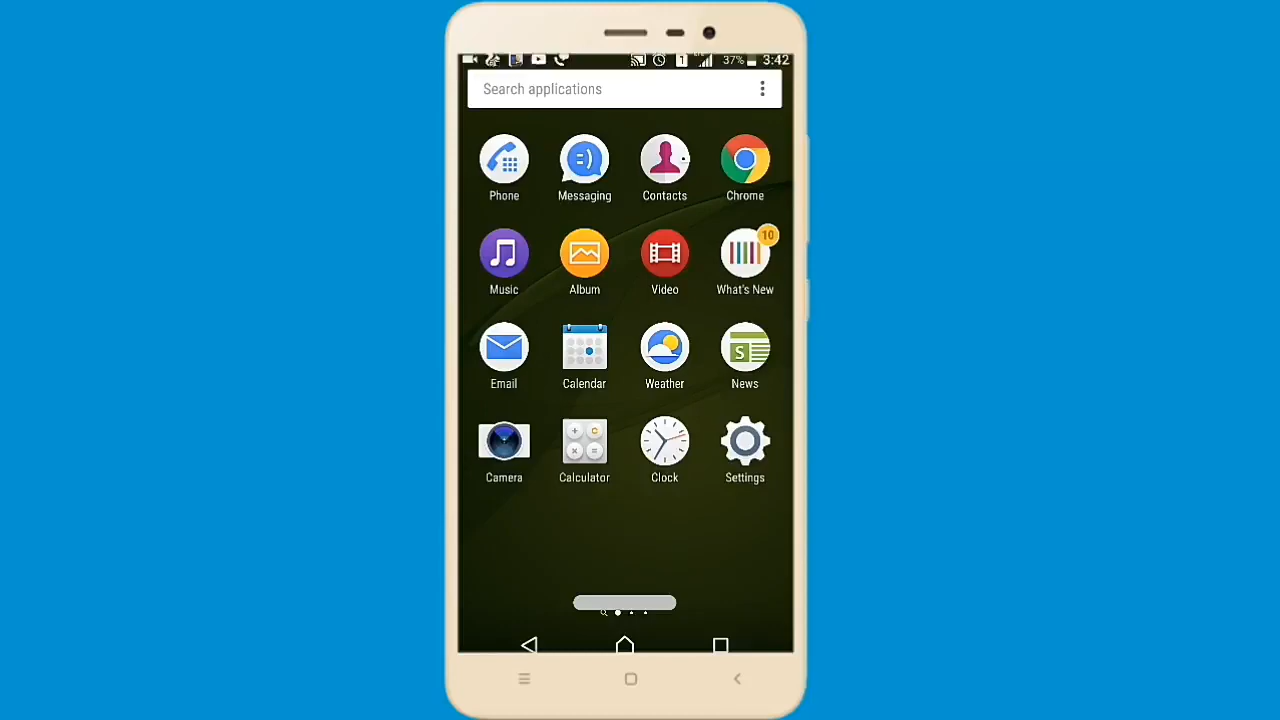 37% 3:42
Search applications
Phone Messaging Contacts Chrome
10
Music Album Video What's New
Email Calendar Weather News
Camera Calculator Clock Settings